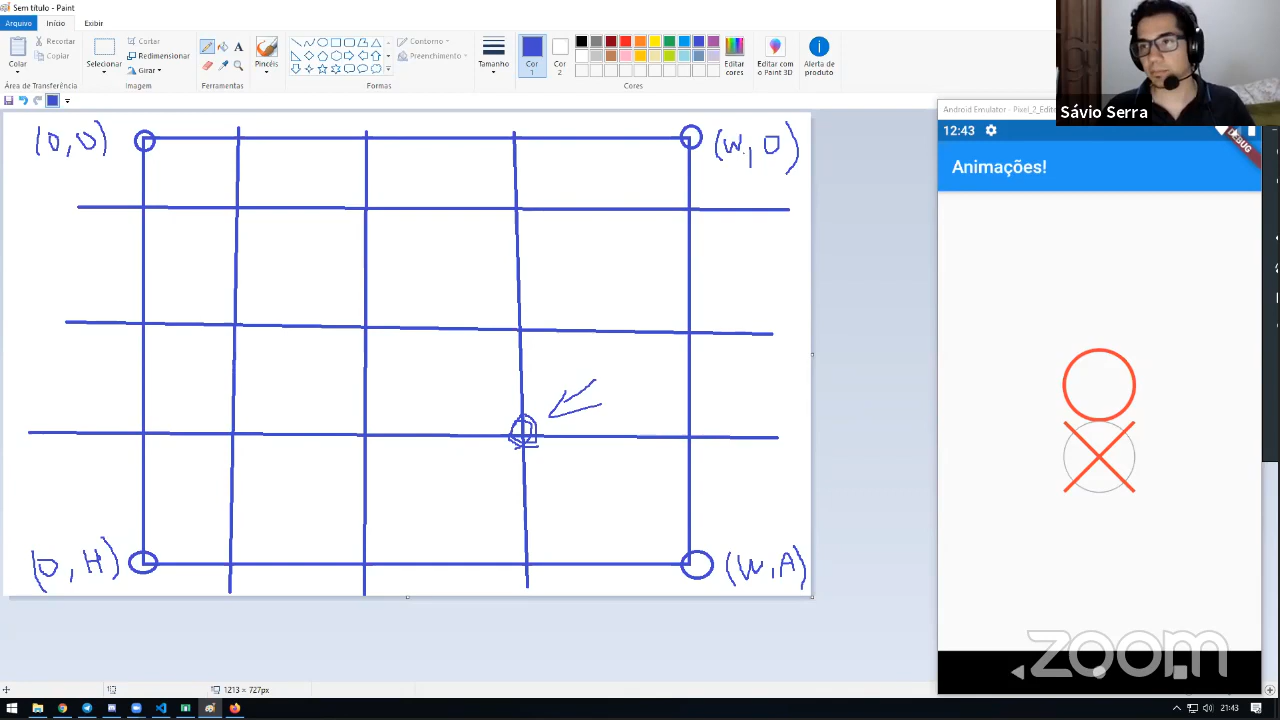 Sem título - Paint
Arquivo Início Exibir
Colar
Recortar
Copiar
Área de Transferência
Selecionar
Cortar
Redimensionar
Girar
Imagem
A
Ferramentas
Pincéis
Contorno
Preenchimento
Formas
Tamanho
Cor 1
Cor 2
Editar cores
Cores
Editar com o Paint 3D
Alerta de produto
Sávio Serra
Android Emulator - Pixel_2_Edite
12:43
DEBUG
Animações!
(0,0)
(W,0)
(0,H)
(W,A)
zoom
1213 × 727px
21:43